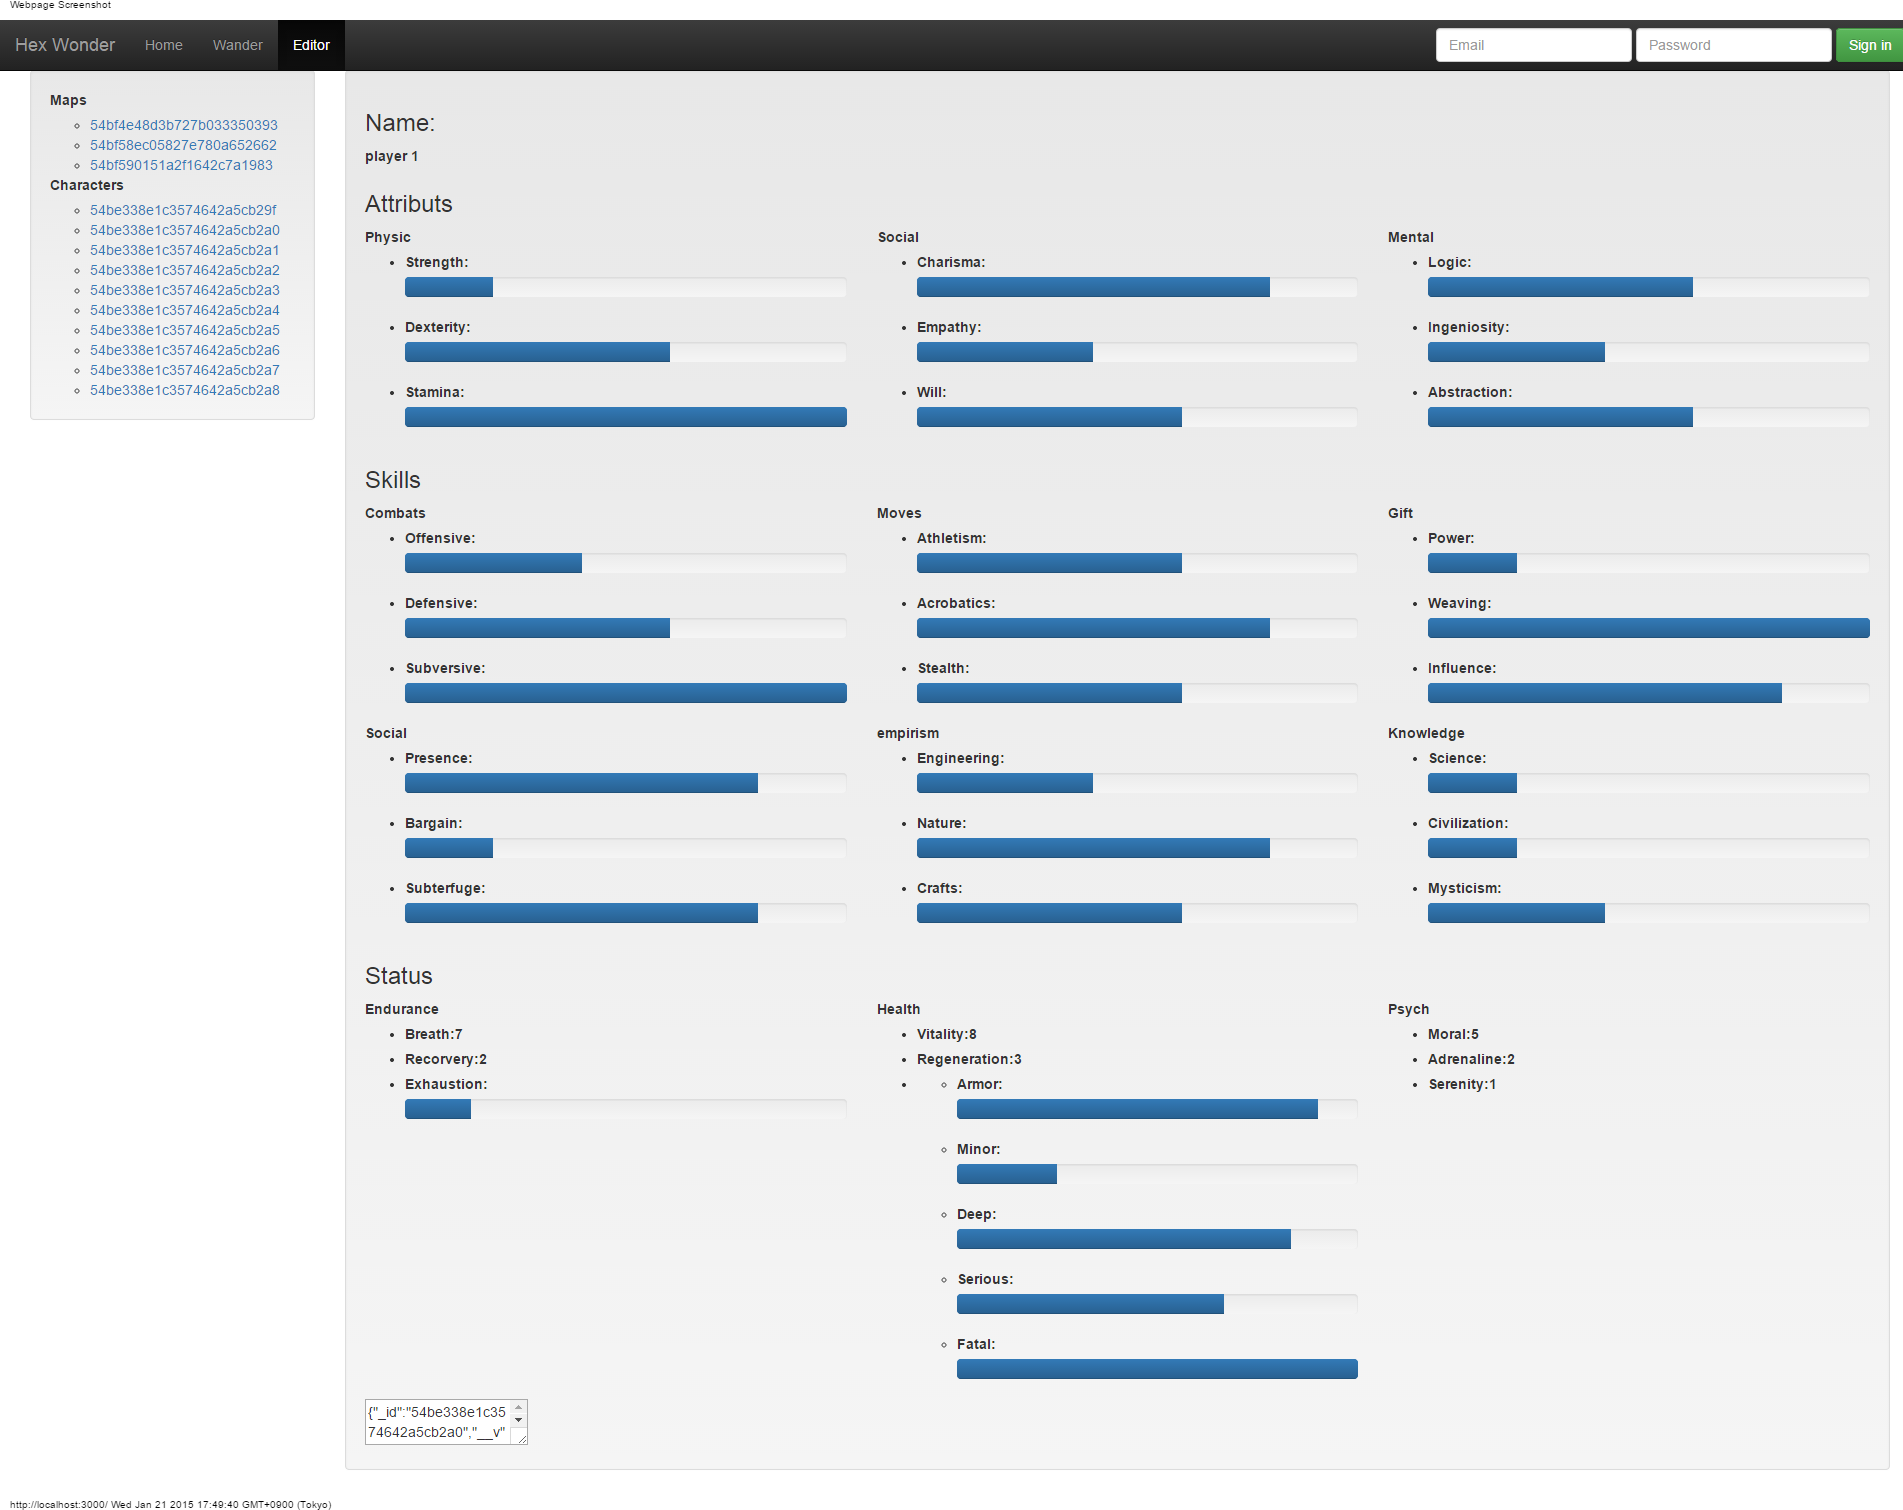 Webpage Screenshot
Hex Wonder Home Wander Editor Email Password Sign in
Maps
54bf4e48d3b727b033350393
54bf58ec05827e780a652662
54bf590151a2f1642c7a1983
Characters
54be338e1c3574642a5cb29f
54be338e1c3574642a5cb2a0
54be338e1c3574642a5cb2a1
54be338e1c3574642a5cb2a2
54be338e1c3574642a5cb2a3
54be338e1c3574642a5cb2a4
54be338e1c3574642a5cb2a5
54be338e1c3574642a5cb2a6
54be338e1c3574642a5cb2a7
54be338e1c3574642a5cb2a8
Name:
player 1
Attributs
Physic
Strength:
Dexterity:
Stamina:
Social
Charisma:
Empathy:
Will:
Mental
Logic:
Ingeniosity:
Abstraction:
Skills
Combats
Offensive:
Defensive:
Subversive:
Moves
Athletism:
Acrobatics:
Stealth:
Gift
Power:
Weaving:
Influence:
Social
Presence:
Bargain:
Subterfuge:
empirism
Engineering:
Nature:
Crafts:
Knowledge
Science:
Civilization:
Mysticism:
Status
Endurance
Breath:7
Recorvery:2
Exhaustion:
Health
Vitality:8
Regeneration:3
Armor:
Minor:
Deep:
Serious:
Fatal:
Psych
Moral:5
Adrenaline:2
Serenity:1
{"_id":"54be338e1c35
74642a5cb2a0","__v"
http://localhost:3000/ Wed Jan 21 2015 17:49:40 GMT+0900 (Tokyo)